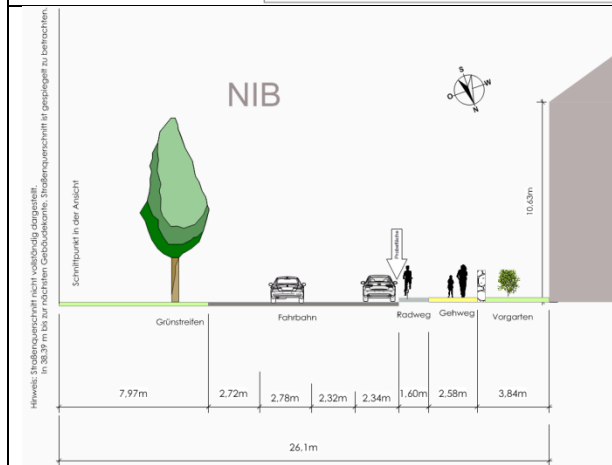 Hinweis: Straßenquerschnitt nicht vollständig dargestellt.
In 38,39 m bis zur nächsten Gebäudekante. Straßenquerschnitt ist gespiegelt zu betrachten.
Schnittpunkt in der Ansicht
NIB
S
W
O
N
10,63m
Probefläche
Grünstreifen
Fahrbahn
Radweg
Gehweg
Vorgarten
7,97m
2,72m
2,78m
2,32m
2,34m
1,60m
2,58m
3,84m
26,1m